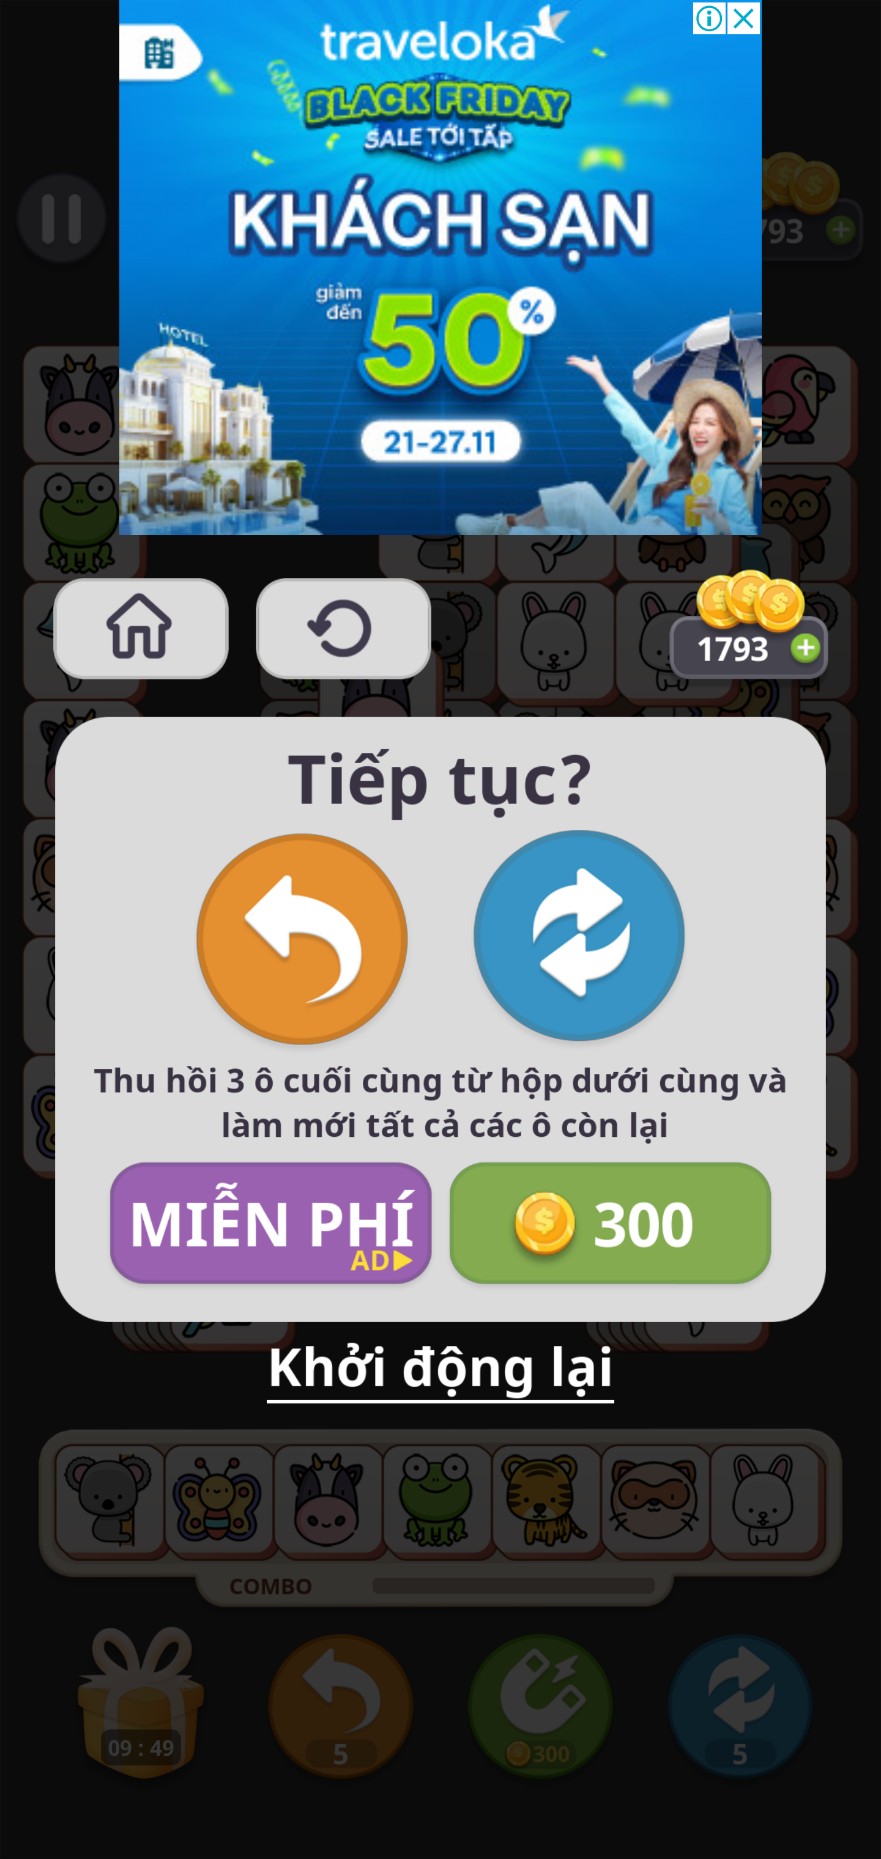 traveloka
BLACK FRIDAY
SALE TỚI TẤP
KHÁCH SẠN
giảm
đến
50%
HOTEL
21-27.11
793
1793
Tiếp tục?
Thu hồi 3 ô cuối cùng từ hộp dưới cùng và
làm mới tất cả các ô còn lại
MIỄN PHÍ
AD
300
Khởi động lại
COMBO
09 : 49
5
300
5